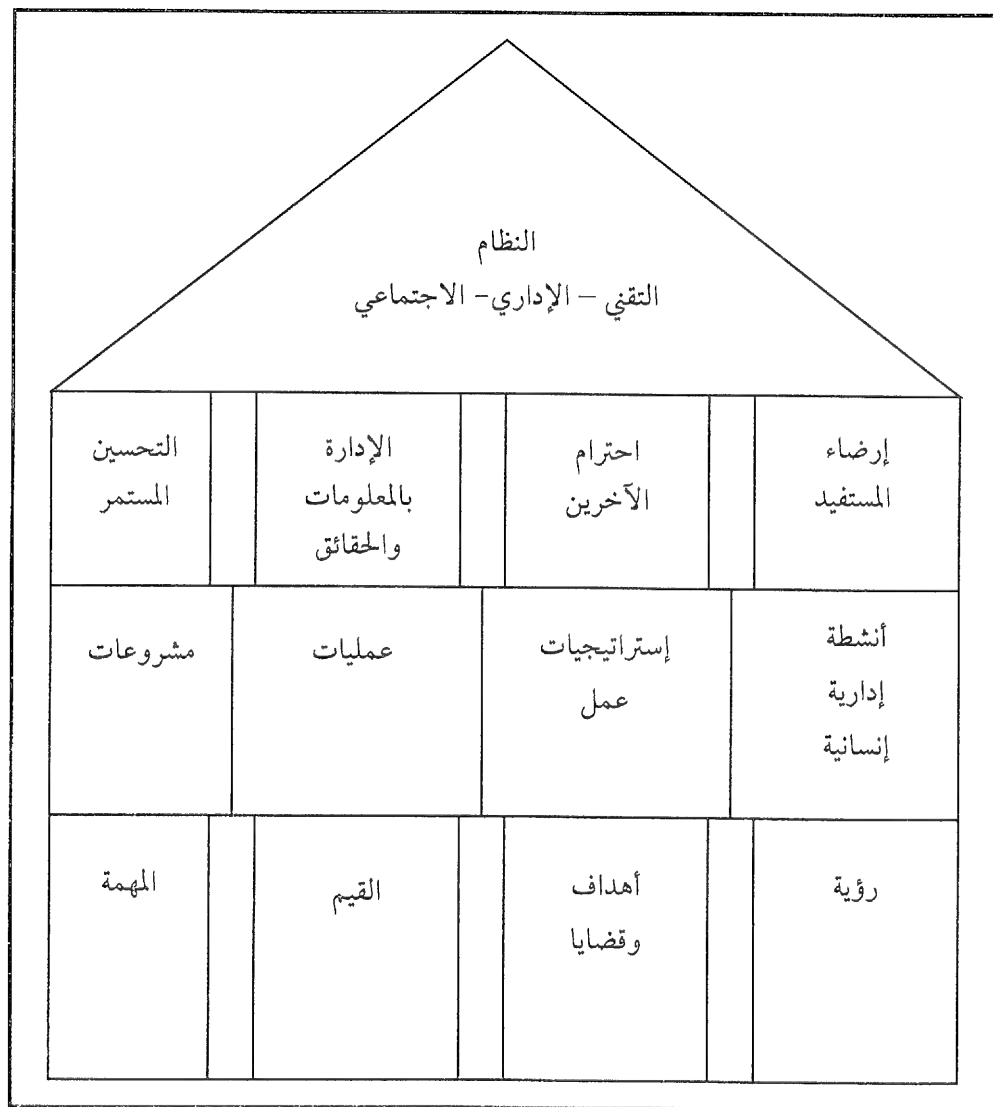 النظام
التقني – الإداري- الاجتماعي
إرضاء
المستفيد
احترام
الآخرين
الإدارة
بالمعلومات
والحقائق
التحسين
المستمر
أنشطة
إدارية
إنسانية
إستراتيجيات
عمل
عمليات
مشروعات
رؤية
أهداف
وقضايا
القيم
المهمة